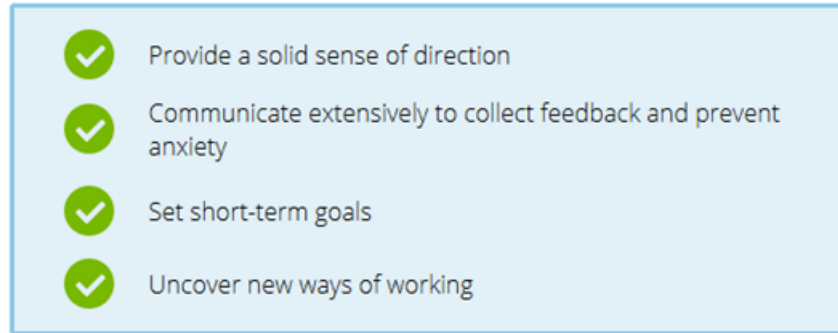 Provide a solid sense of direction
Communicate extensively to collect feedback and prevent
anxiety
Set short-term goals
Uncover new ways of working